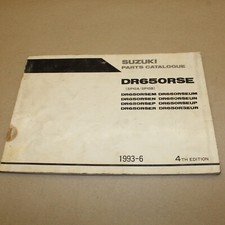 SUZUKI
PARTS CATALOGUE
DR650RSE
(SP43A/SP43B)
DR650RSEM DR650RSEUM
DR650RSEN DR650RSEUN
DR650RSEP DR650RSEUP
DR650RSER DR650RSEUR
1993-6
4TH EDITION